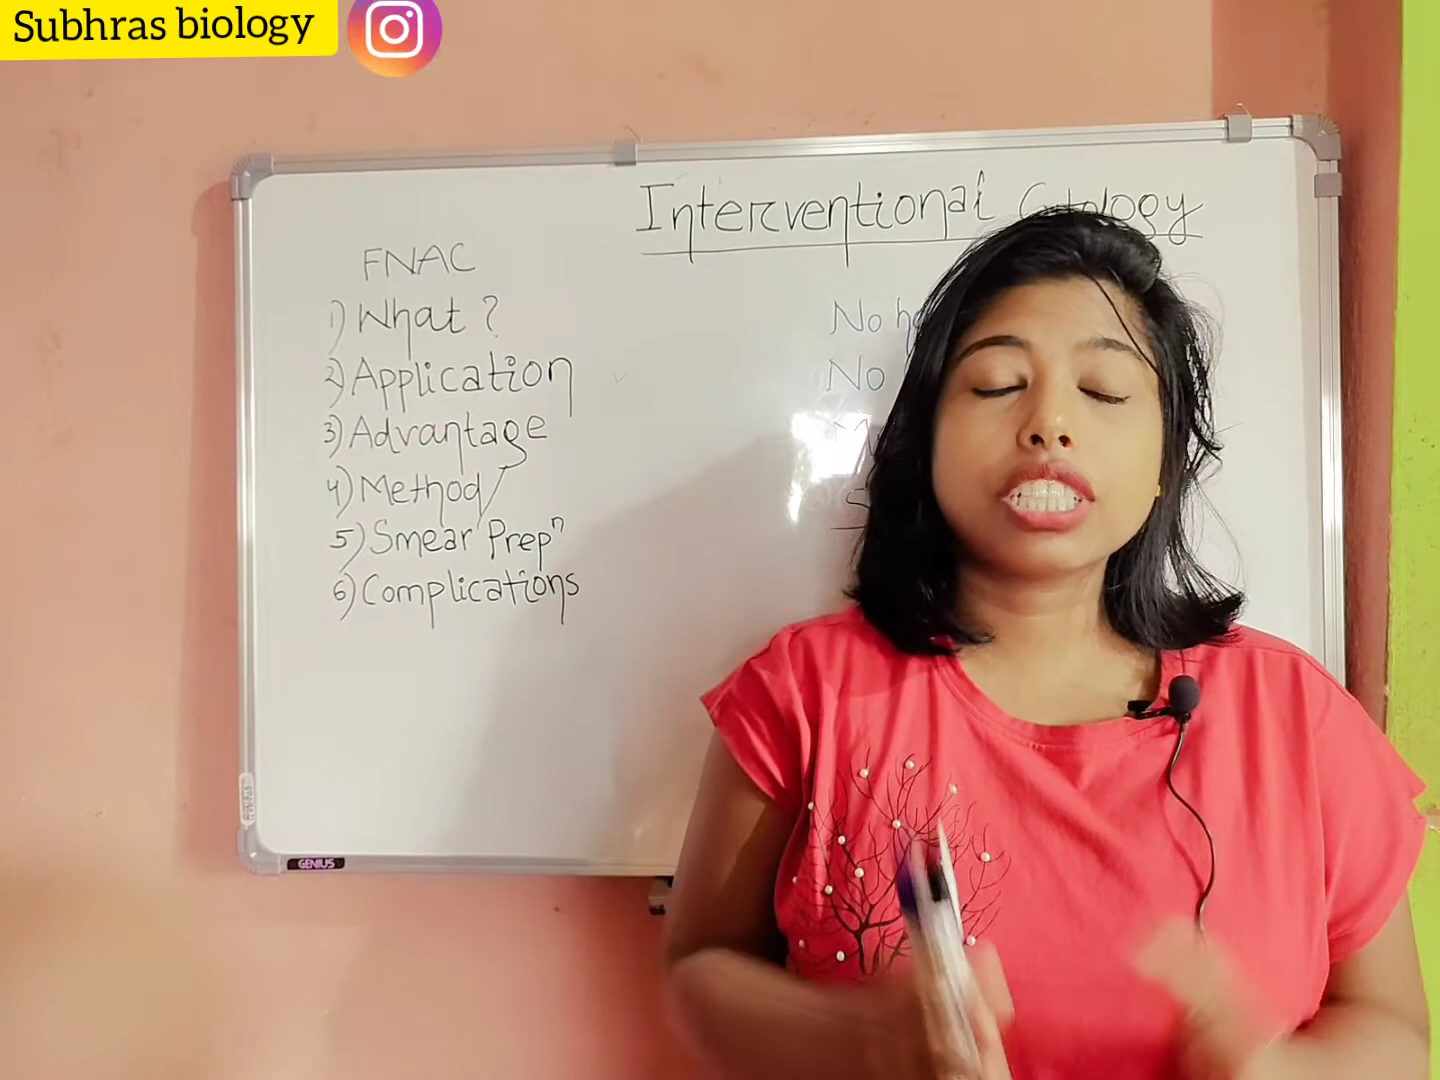 Subhras biology
Interventional Cytology
FNAC
1) What ?
2) Application
3) Advantage
4) Method
5) Smear Prepⁿ
6) Complications
No
No
GENIUS